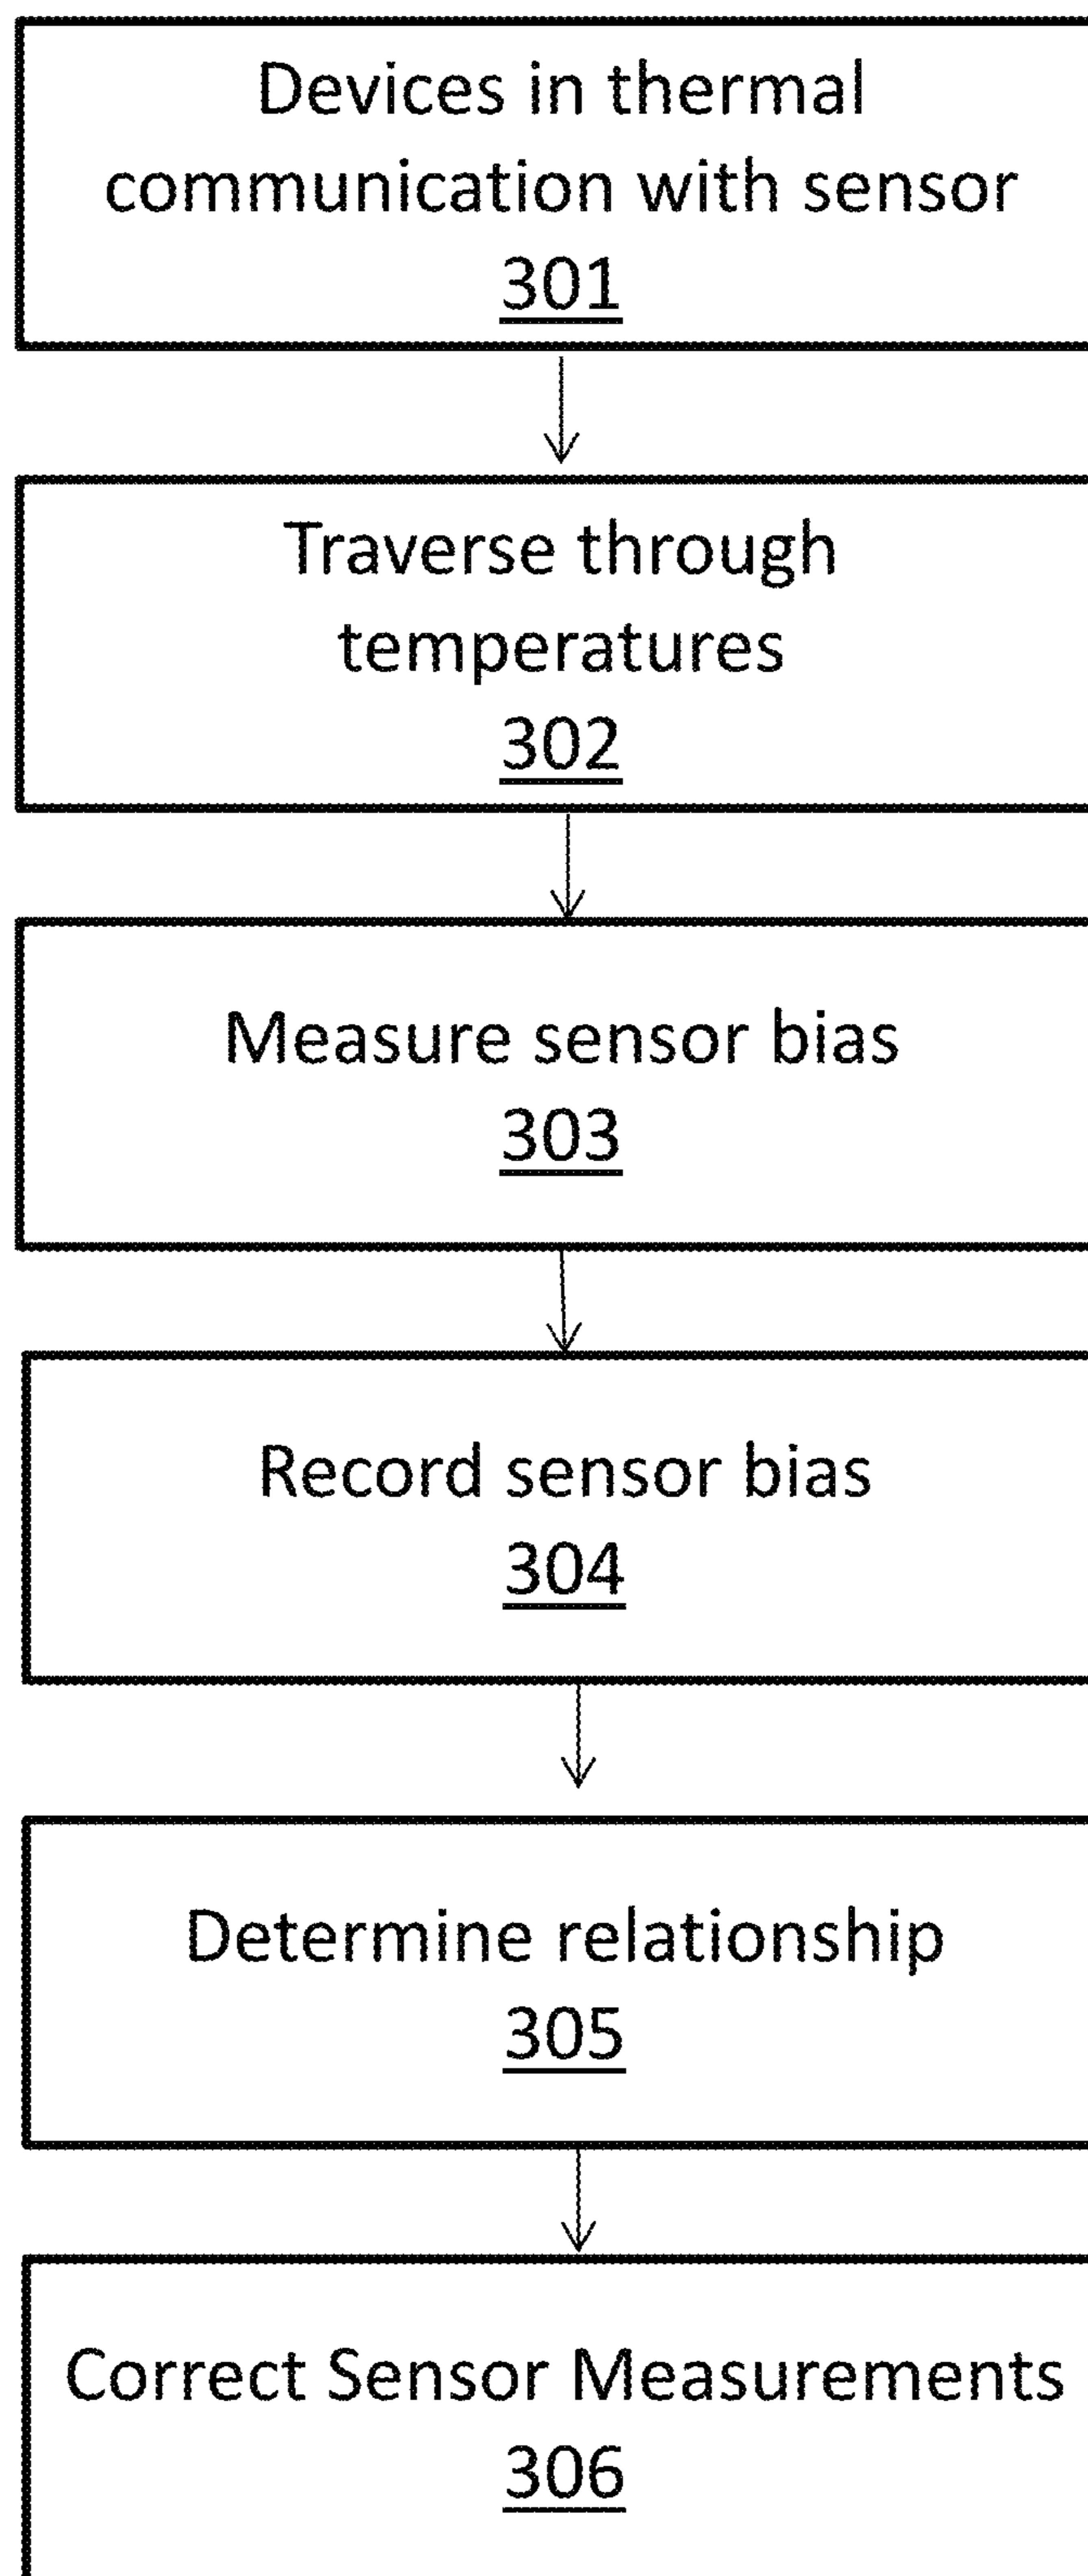 Devices in thermal
communication with sensor
301
Traverse through
temperatures
302
Measure sensor bias
303
Record sensor bias
304
Determine relationship
305
Correct Sensor Measurements
306